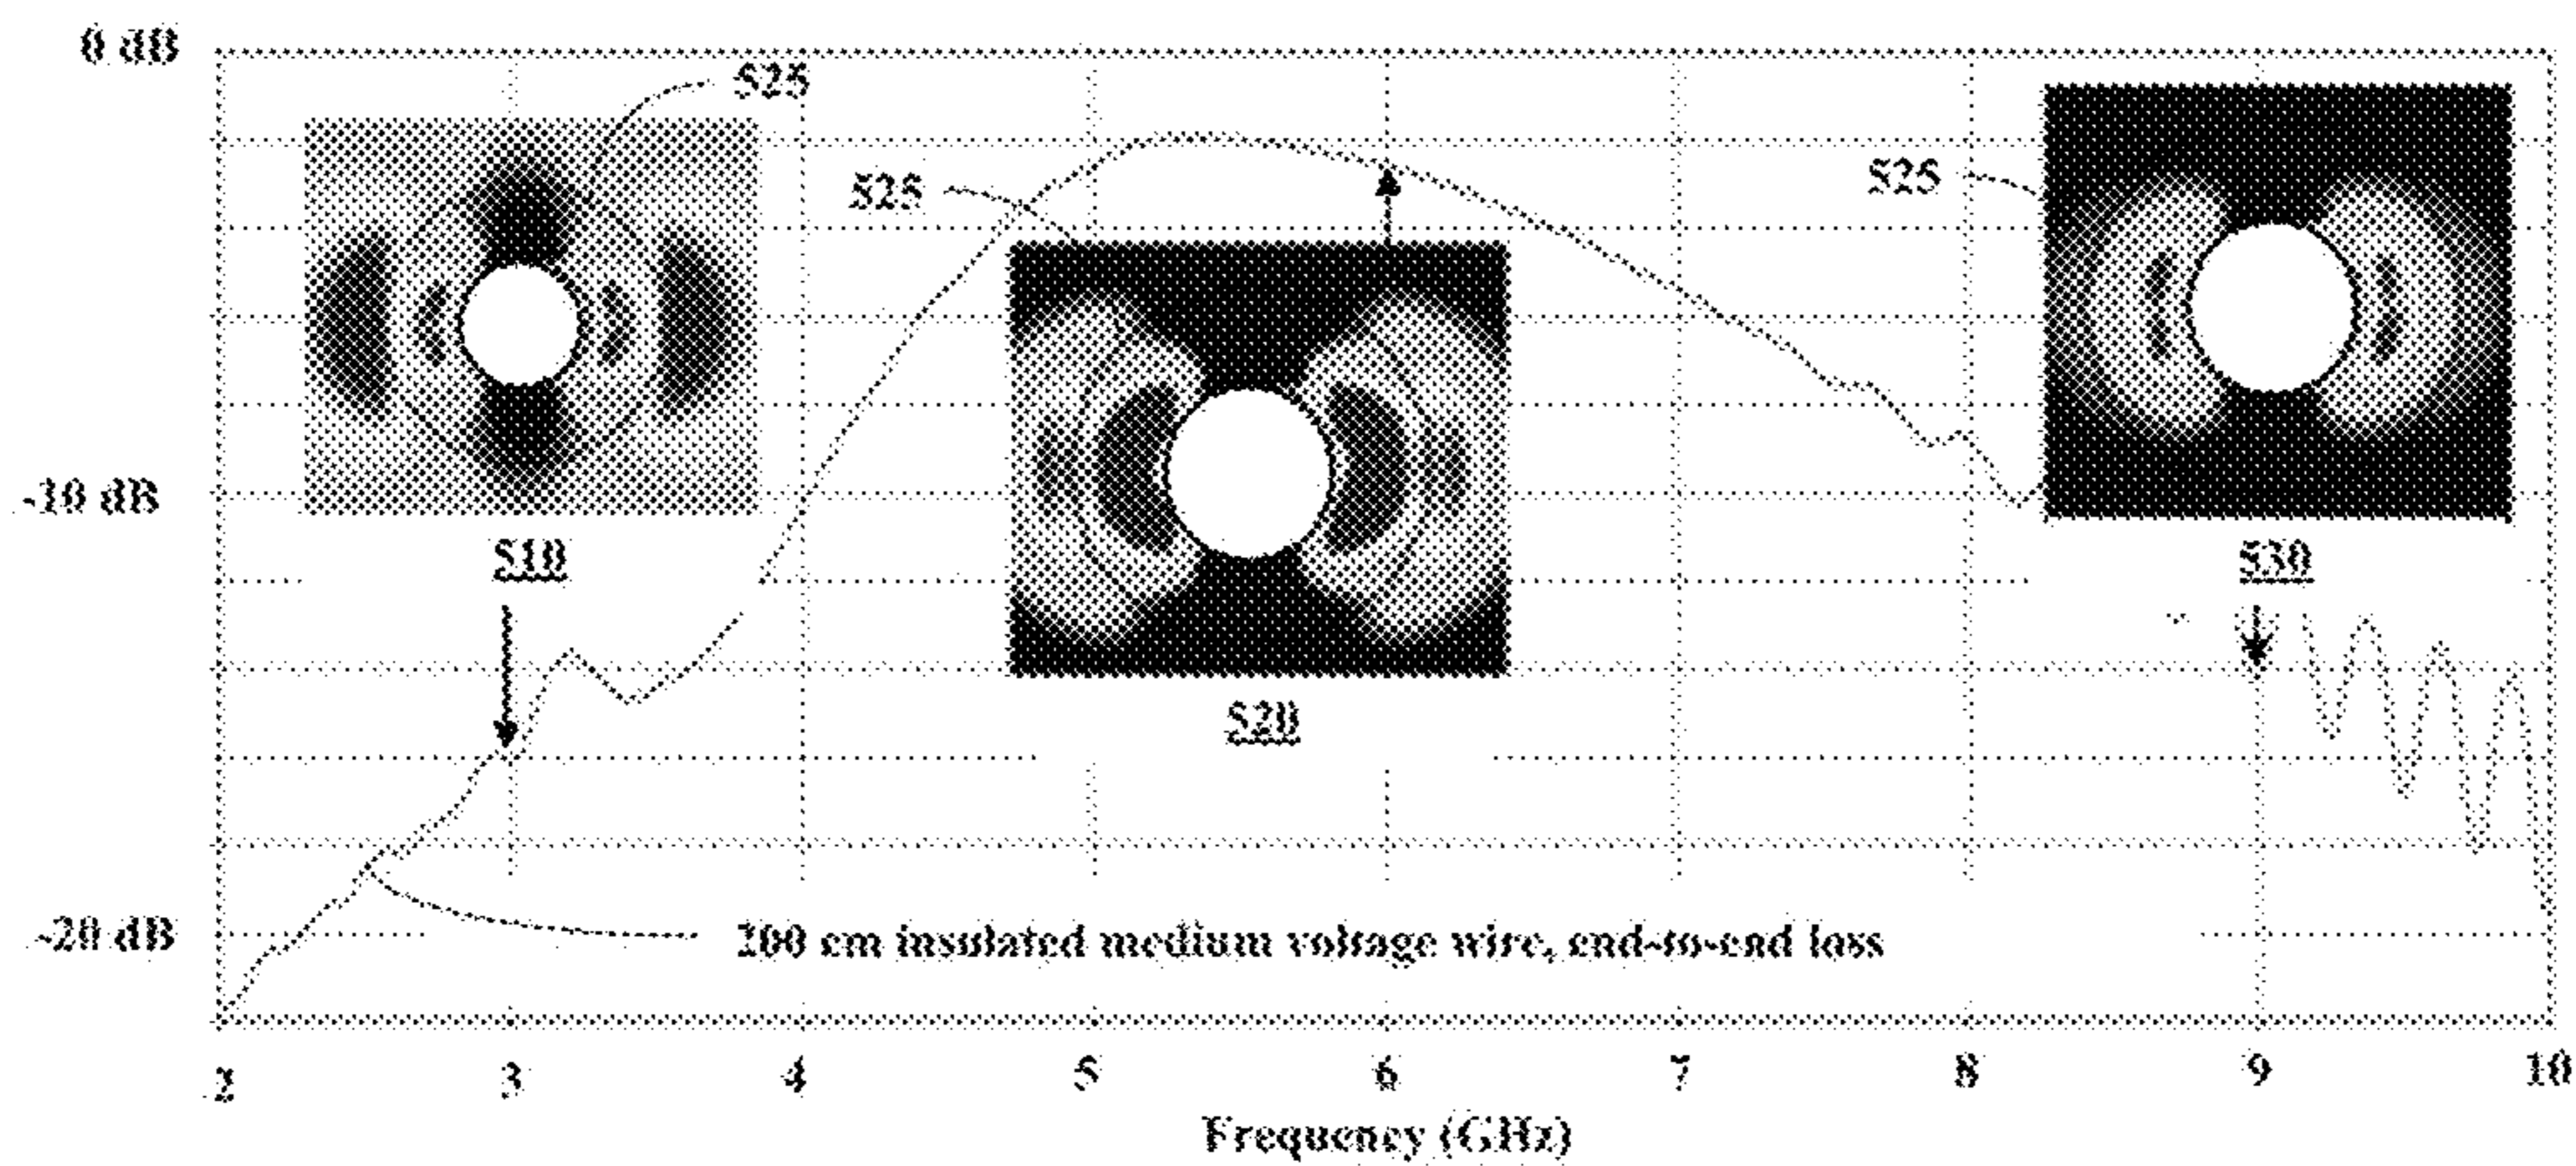 0 dB
525
525
525
-10 dB
510
530
520
-20 dB
200 cm insulated medium voltage wire, end-to-end loss
2 3 4 5 6 7 8 9 10
Frequency (GHz)